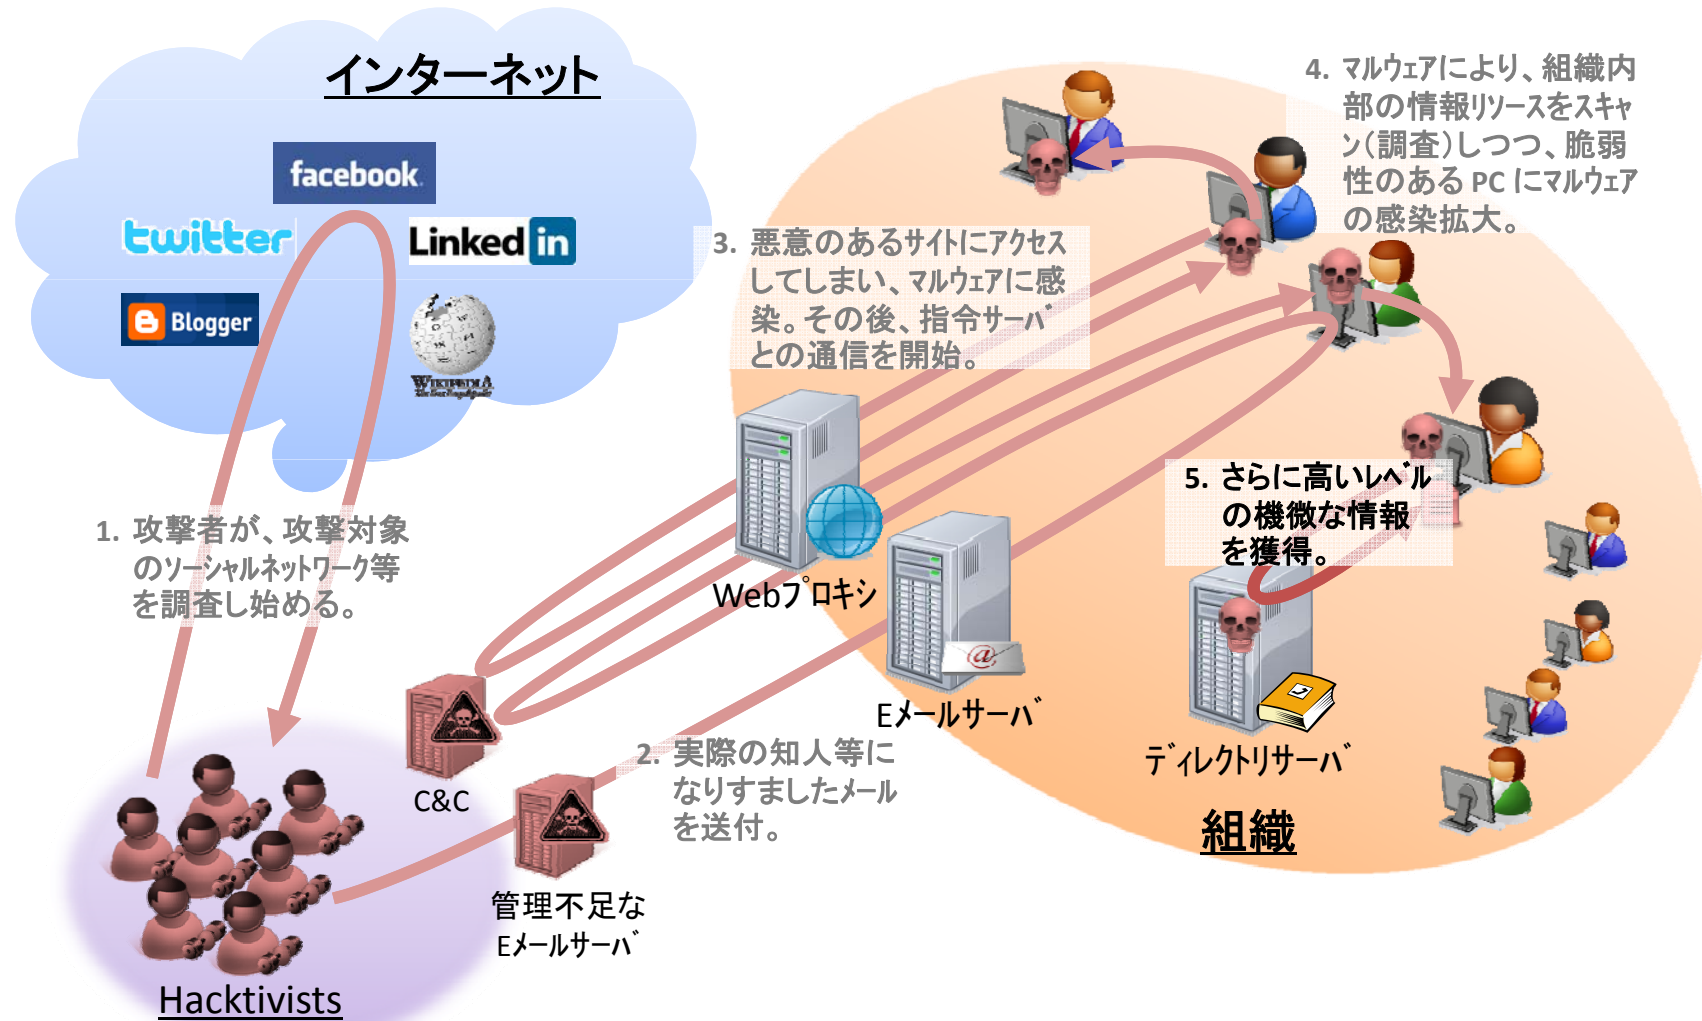 インターネット
facebook
twitter
Linked in
Blogger
WIKIPEDIA
The Free Encyclopedia
1. 攻撃者が、攻撃対象
のソーシャルネットワーク等
を調査し始める。
Hacktivists
C&C
管理不足な
Eメールサーバ
2. 実際の知人等に
なりすましたメール
を送付。
3. 悪意のあるサイトにアクセス
してしまい、マルウェアに感
染。その後、指令サーバ
との通信を開始。
Webプロキシ
Eメールサーバ
@
4. マルウェアにより、組織内
部の情報リソースをスキャ
ン（調査）しつつ、脆弱
性のある PC にマルウェア
の感染拡大。
5. さらに高いレベル
の機微な情報
を獲得。
ディレクトリサーバ
組織